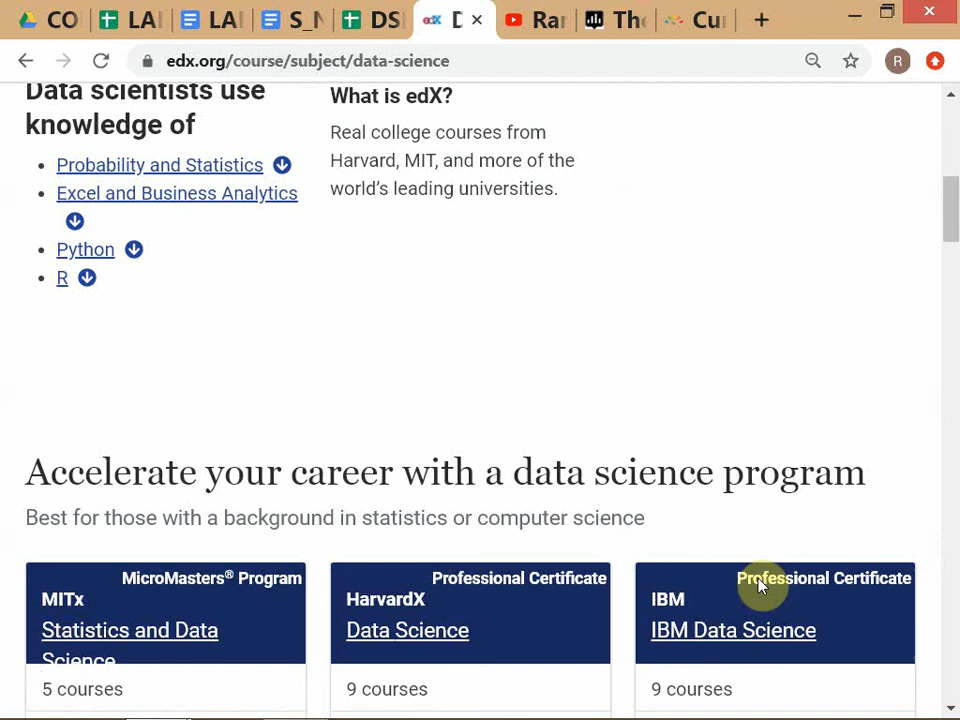 CO LA LA S_N DS D Ra Tho Cur
edx.org/course/subject/data-science R
Data scientists use
knowledge of
Probability and Statistics
Excel and Business Analytics
Python
R
What is edX?
Real college courses from
Harvard, MIT, and more of the
world’s leading universities.
Accelerate your career with a data science program
Best for those with a background in statistics or computer science
MicroMasters® Program
MITx
Statistics and Data
Science
5 courses
Professional Certificate
HarvardX
Data Science
9 courses
Professional Certificate
IBM
IBM Data Science
9 courses